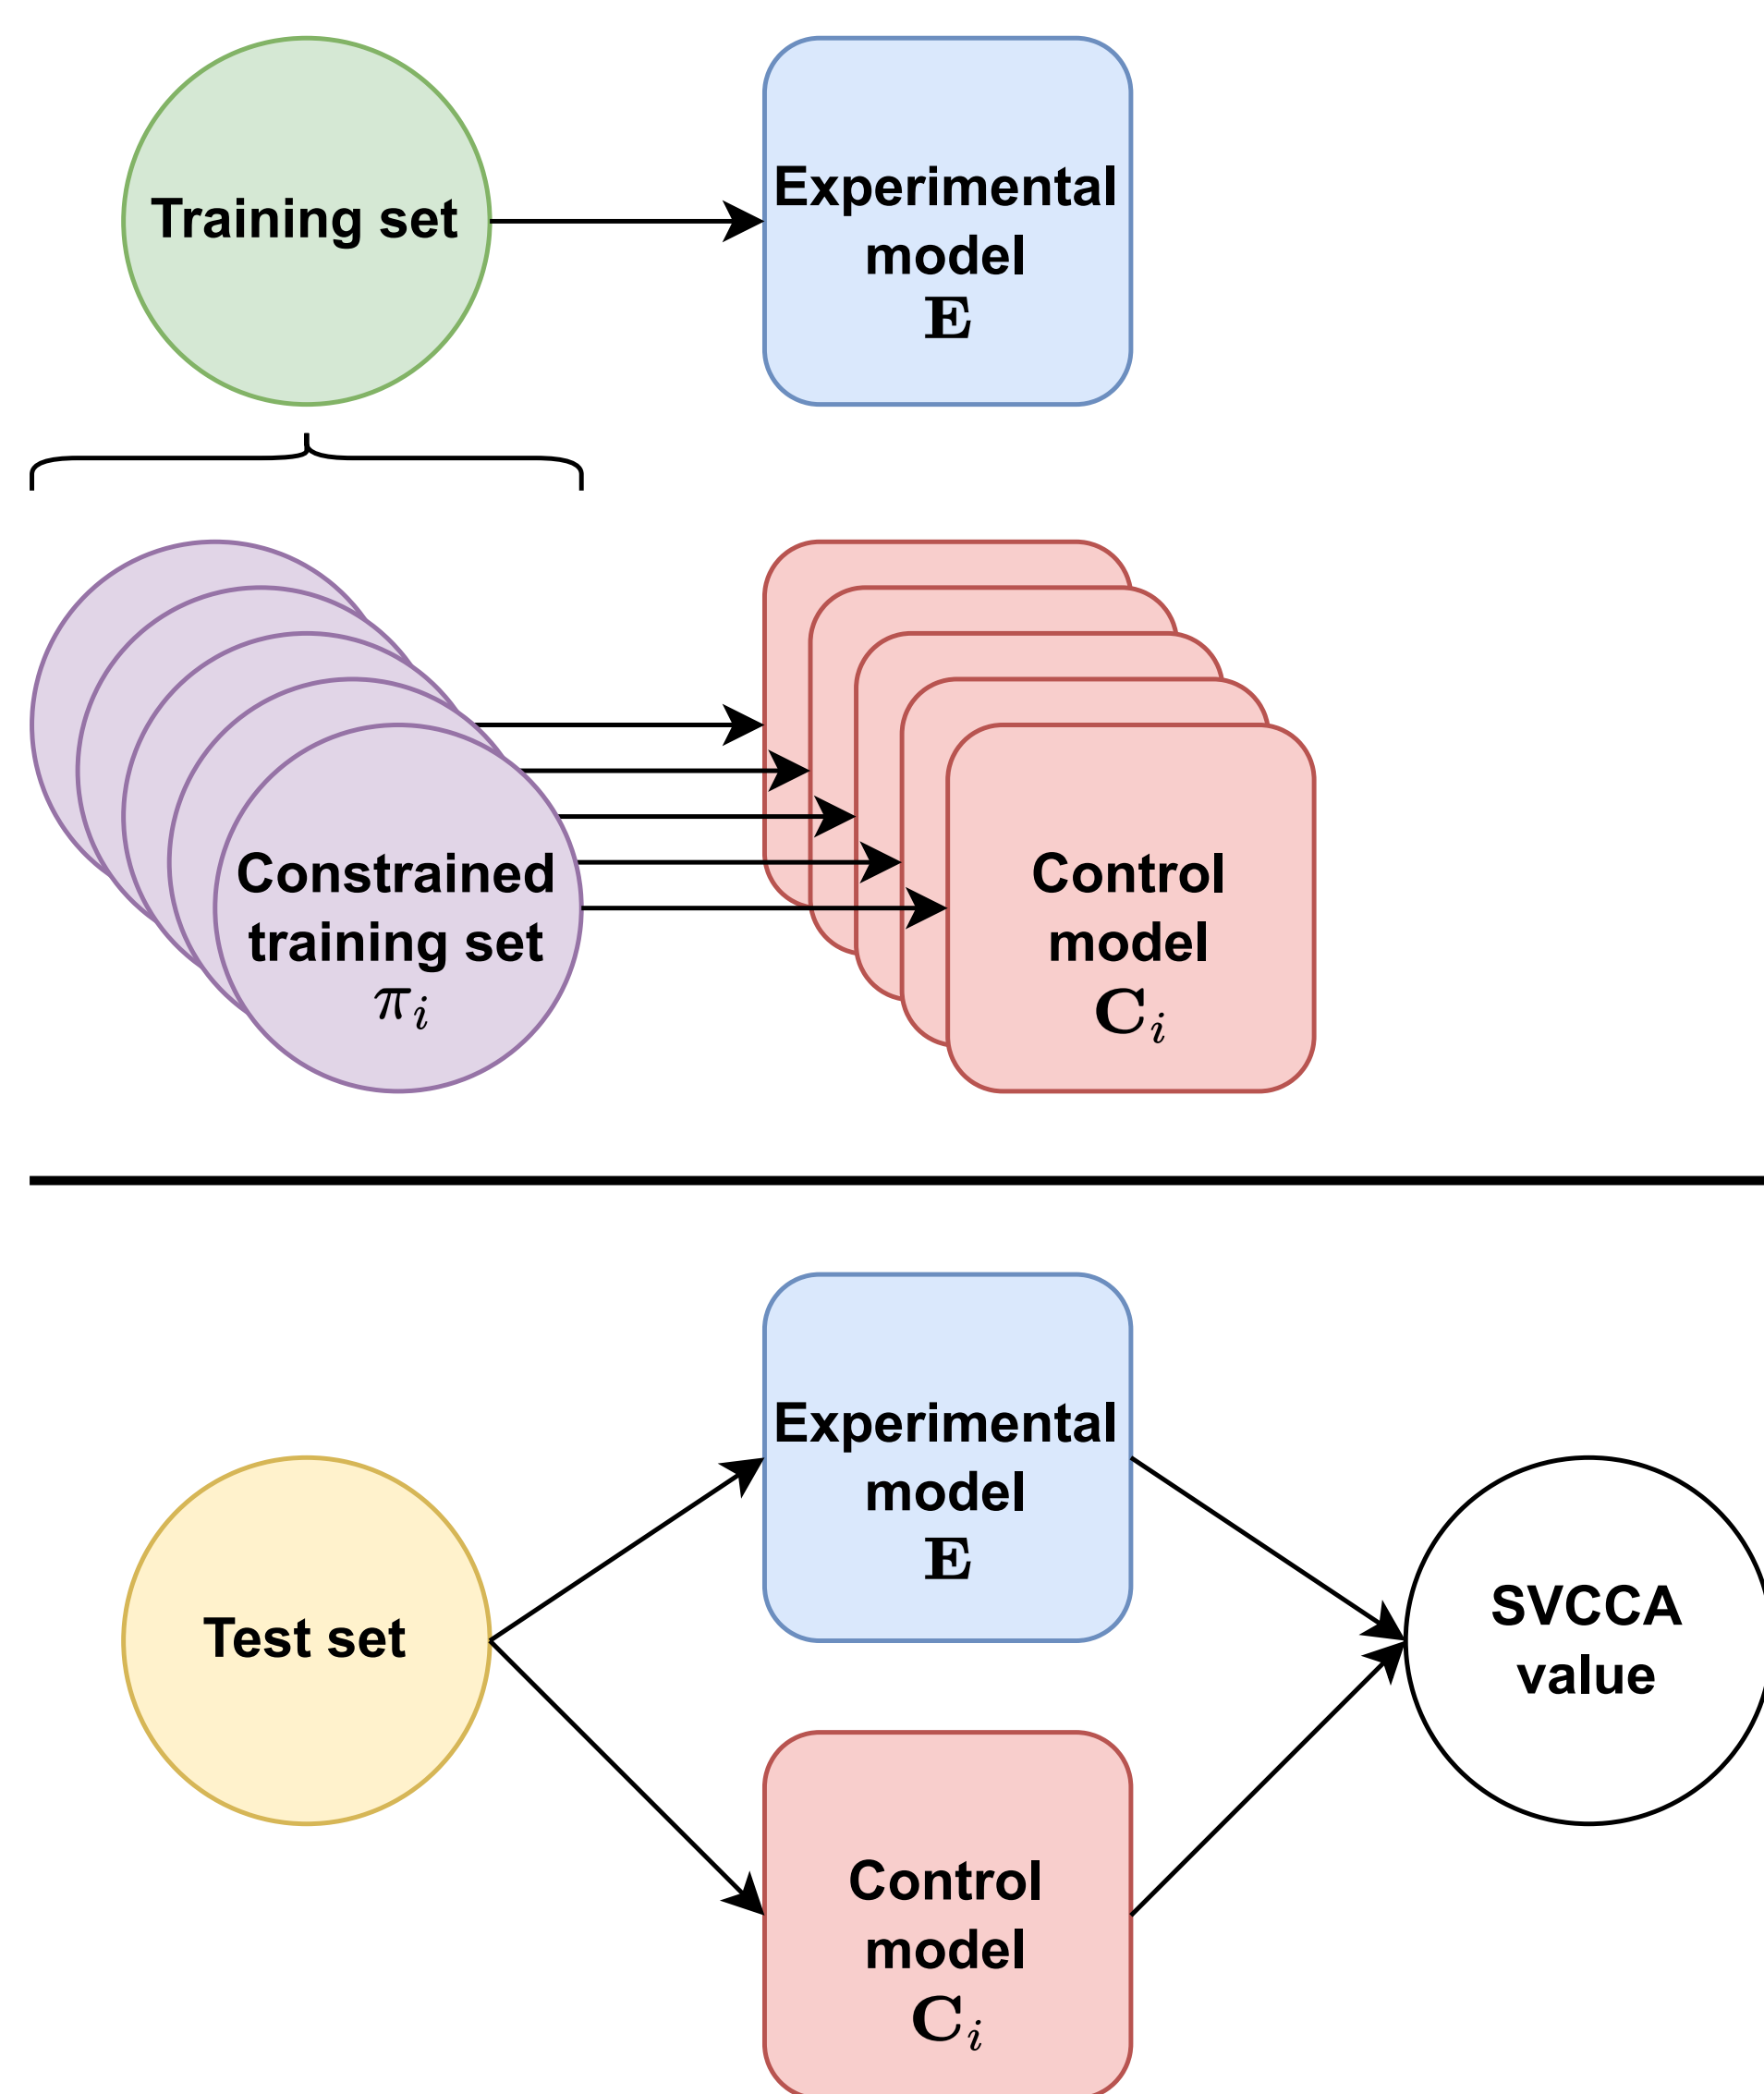 Training set
Experimental
model
E
Constrained
training set
πᵢ
Control
model
Cᵢ
Experimental
model
E
Test set
SVCCA
value
Control
model
Cᵢ